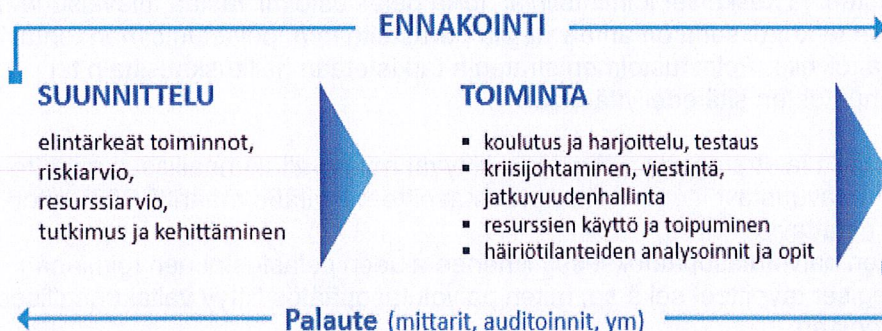 ENNAKOINTI
SUUNNITTELU
elintärkeät toiminnot,
riskiarvio,
resurssiarvio,
tutkimus ja kehittäminen
TOIMINTA
▪ koulutus ja harjoittelu, testaus
▪ kriisijohtaminen, viestintä,
jatkuvuudenhallinta
▪ resurssien käyttö ja toipuminen
▪ häiriötilanteiden analysoinnit ja opit
Palaute (mittarit, auditoinnit, ym)